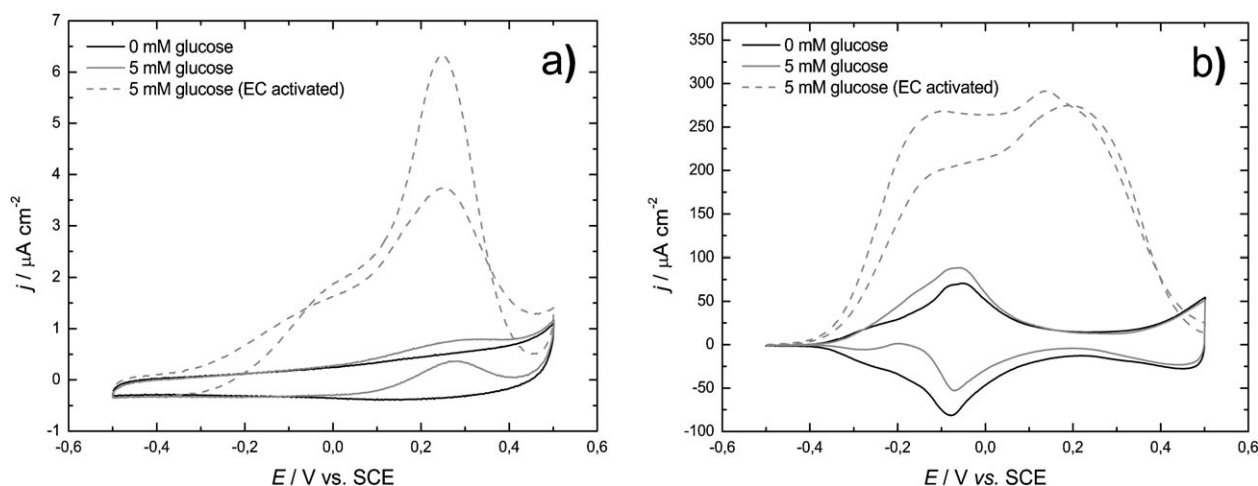 a)
0 mM glucose
5 mM glucose
5 mM glucose (EC activated)
7
6
5
4
3
2
1
0
-1
j / µA cm⁻²
-0,6
-0,4
-0,2
0,0
0,2
0,4
0,6
E / V vs. SCE
b)
0 mM glucose
5 mM glucose
5 mM glucose (EC activated)
350
300
250
200
150
100
50
0
-50
-100
j / µA cm⁻²
-0,6
-0,4
-0,2
0,0
0,2
0,4
0,6
E / V vs. SCE